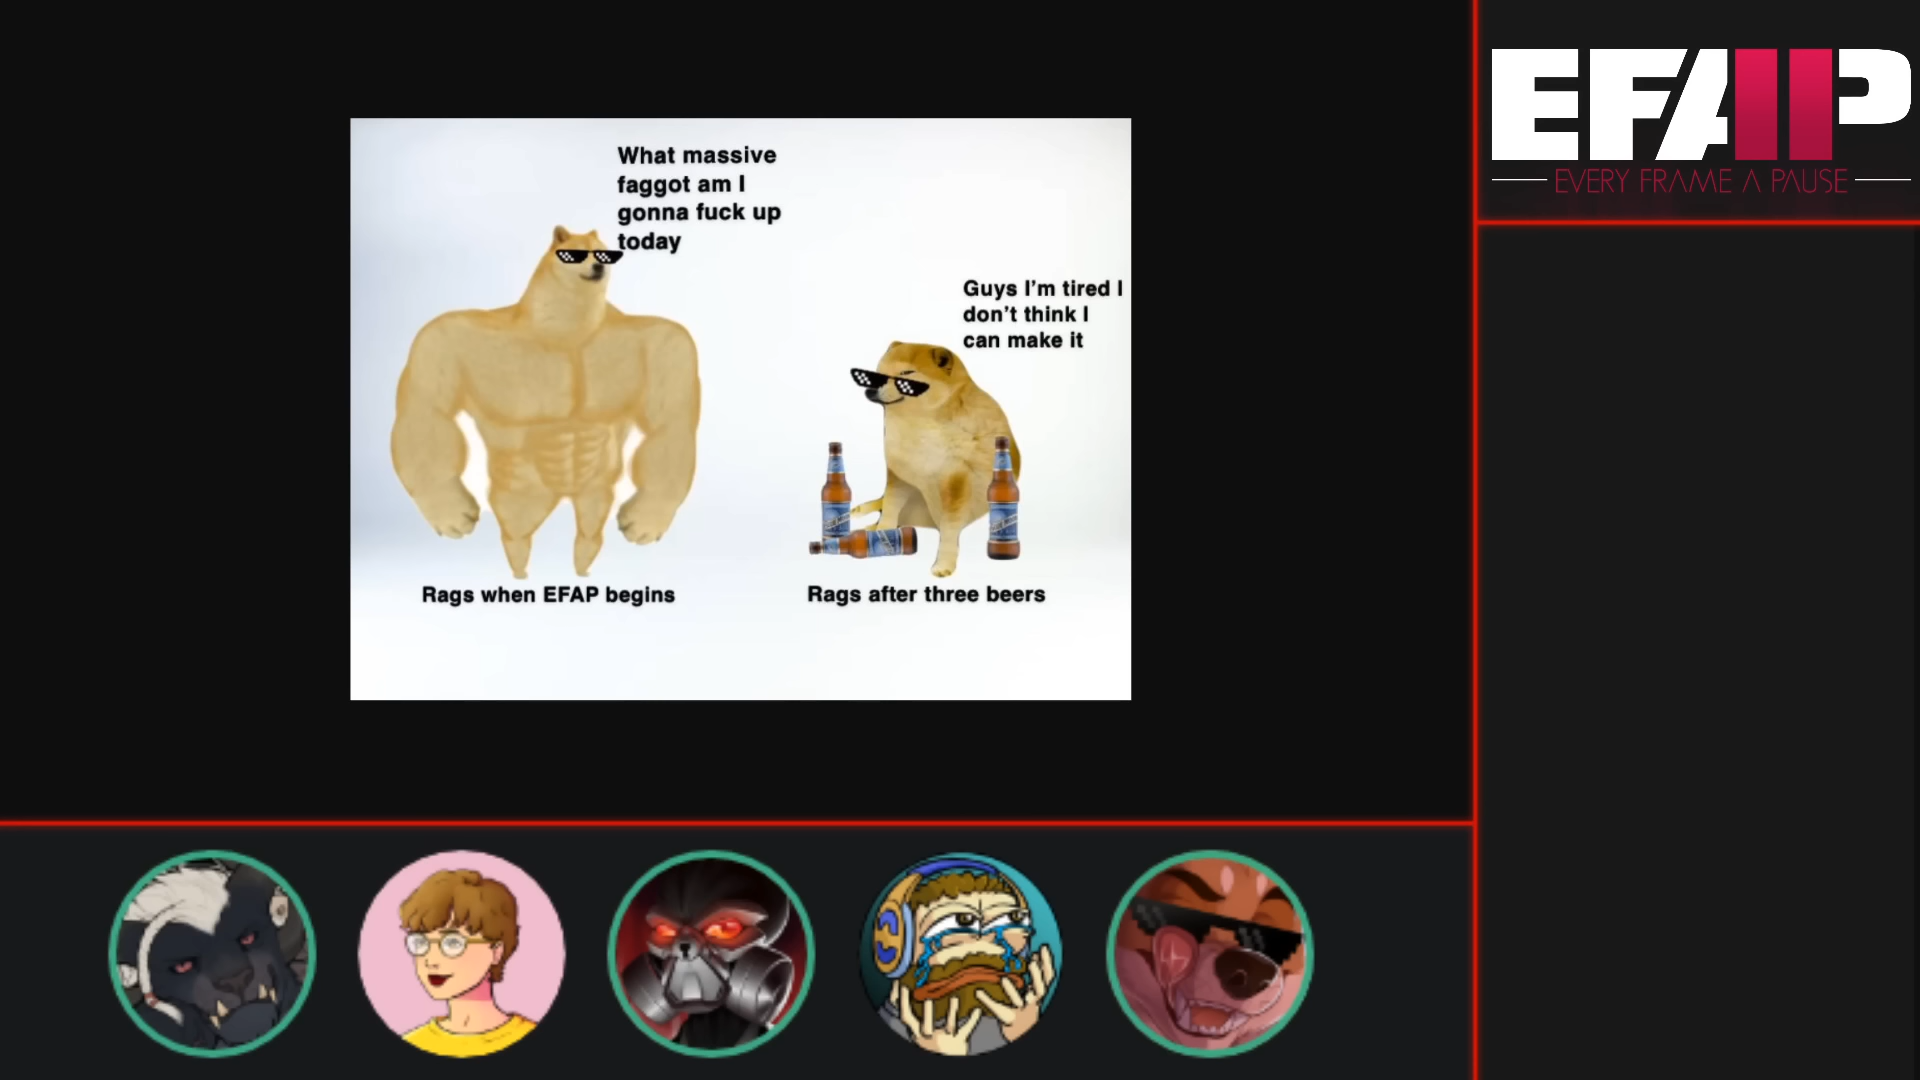 What massive
faggot am I
gonna fuck up
today
Guys I'm tired I
don't think I
can make it
Rags when EFAP begins
Rags after three beers
EFAP
EVERY FRAME A PAUSE